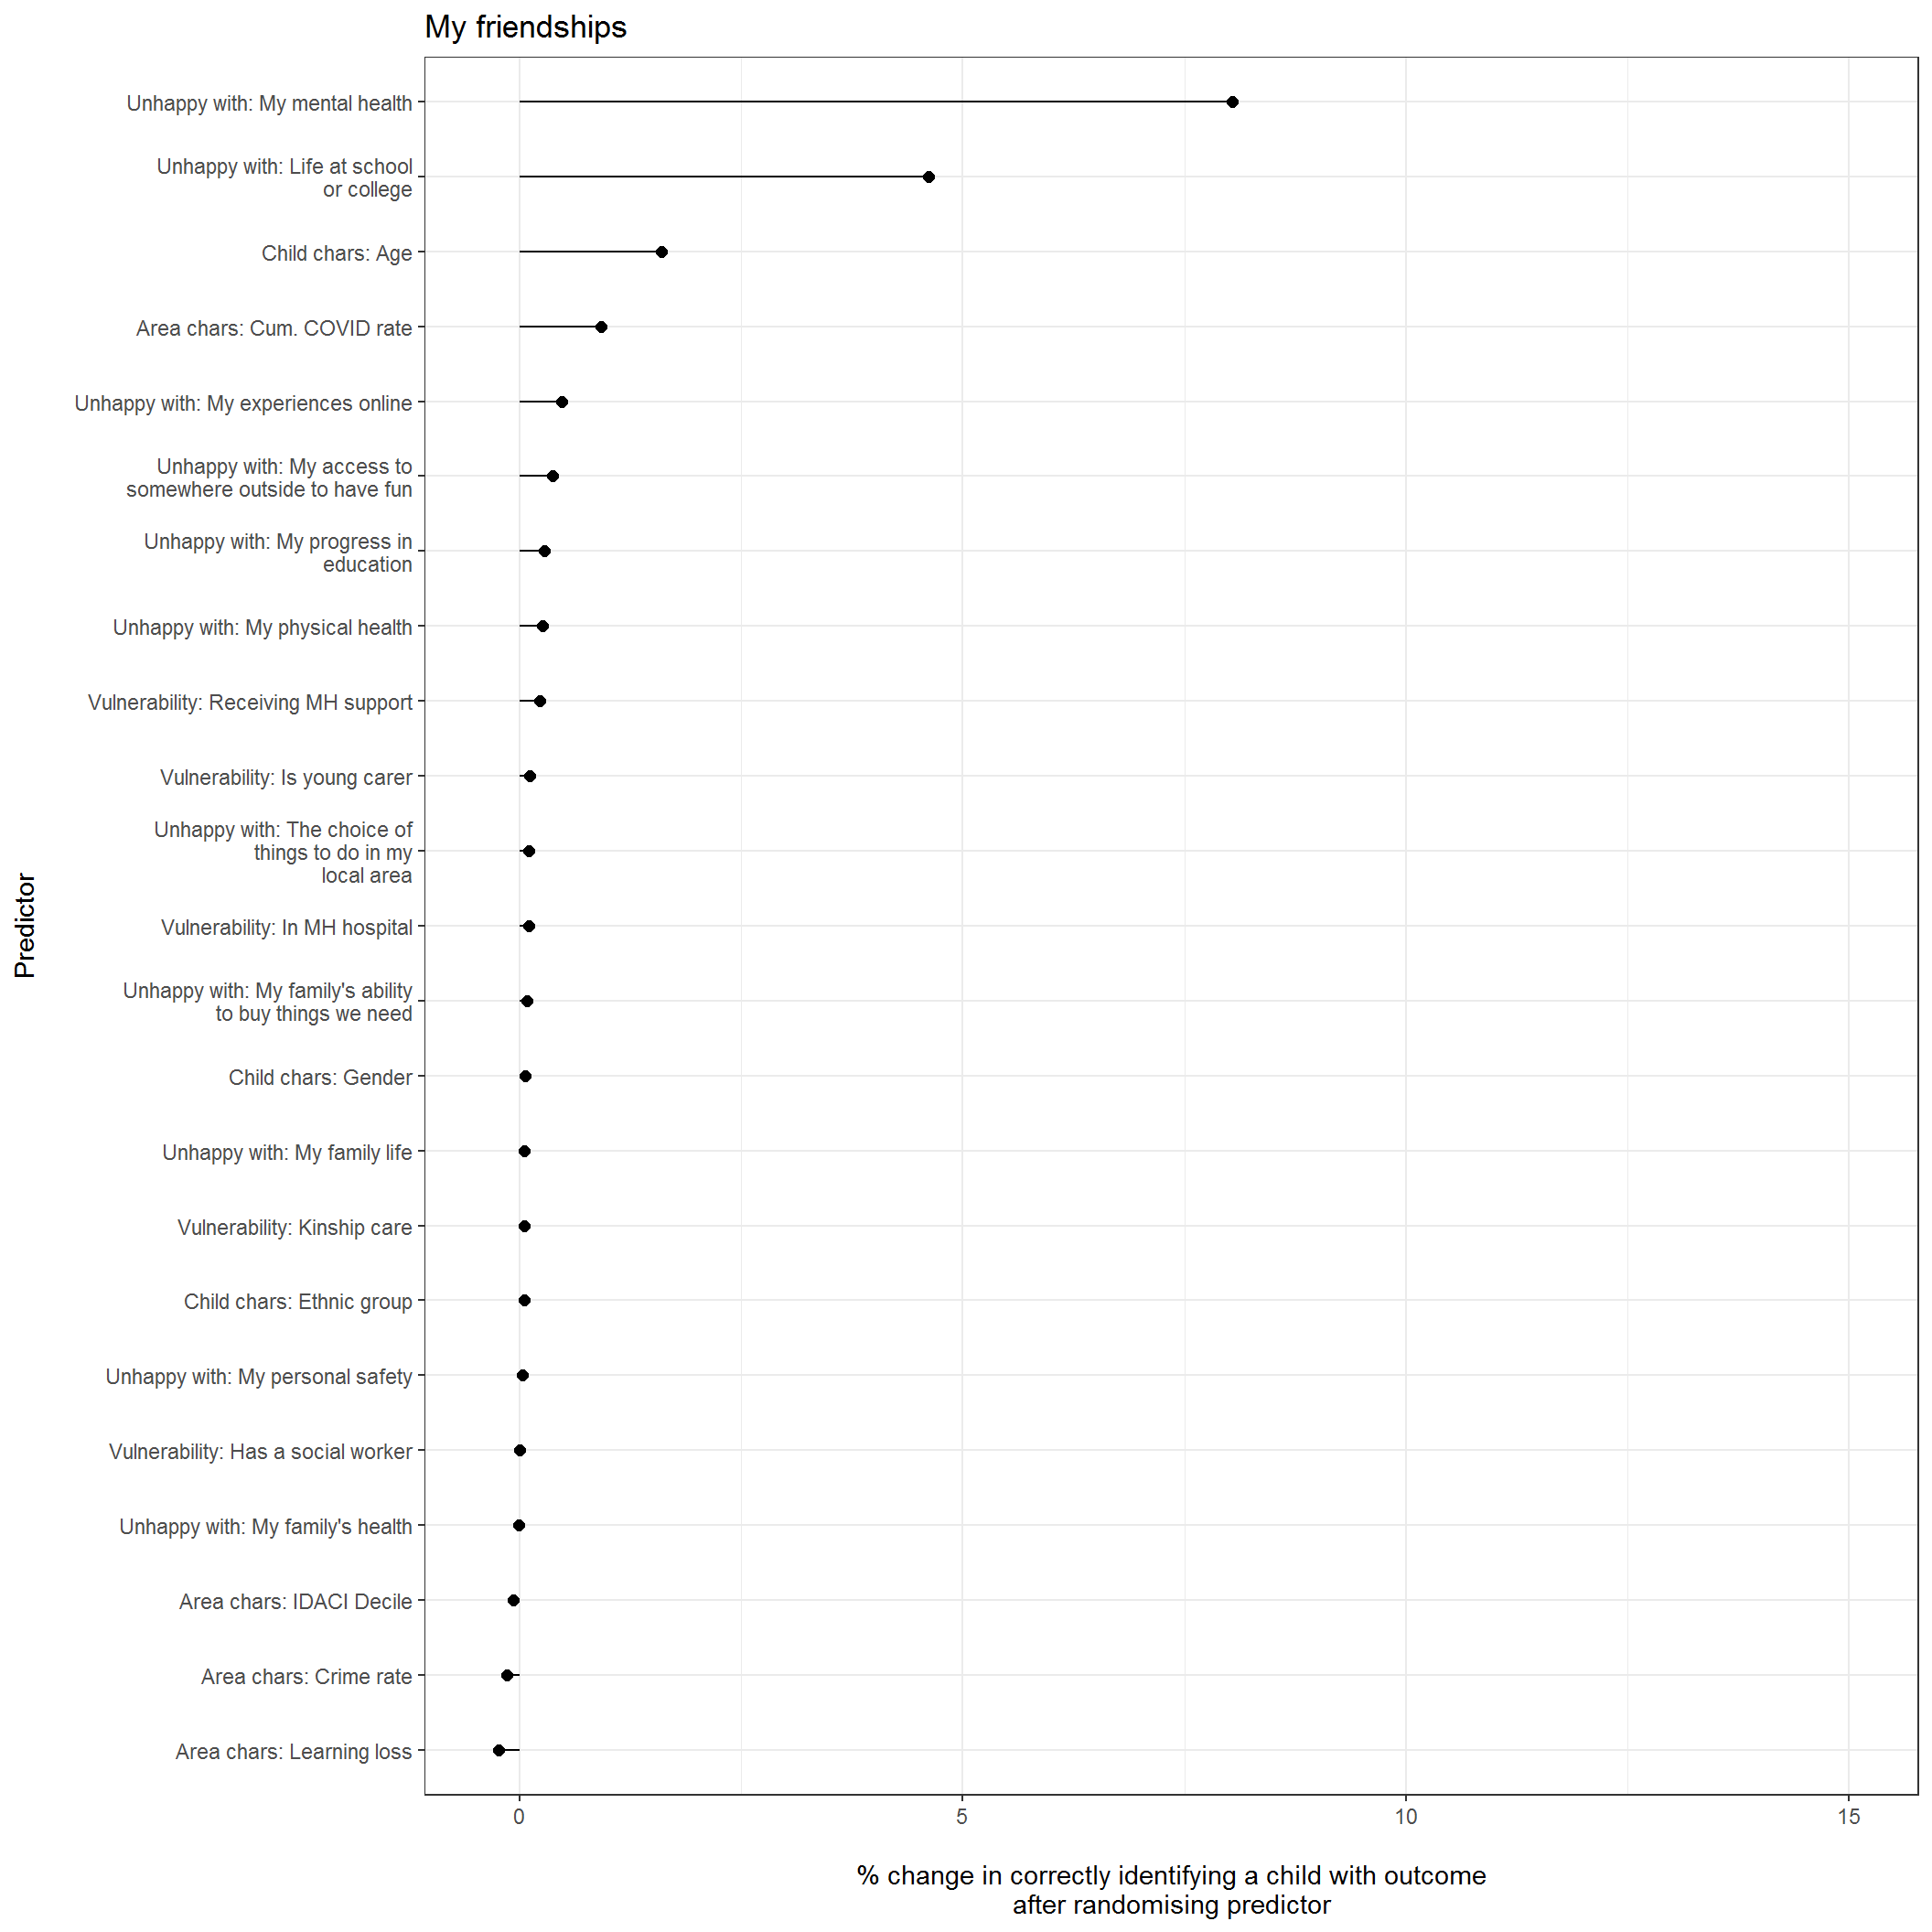 My friendships
Unhappy with: My mental health
Unhappy with: Life at school
or college
Child chars: Age
Area chars: Cum. COVID rate
Unhappy with: My experiences online
Unhappy with: My access to
somewhere outside to have fun
Unhappy with: My progress in
education
Unhappy with: My physical health
Vulnerability: Receiving MH support
Vulnerability: Is young carer
Unhappy with: The choice of
things to do in my
local area
Vulnerability: In MH hospital
Unhappy with: My family's ability
to buy things we need
Child chars: Gender
Unhappy with: My family life
Vulnerability: Kinship care
Child chars: Ethnic group
Unhappy with: My personal safety
Vulnerability: Has a social worker
Unhappy with: My family's health
Area chars: IDACI Decile
Area chars: Crime rate
Area chars: Learning loss
Predictor
0 5 10 15
% change in correctly identifying a child with outcome
after randomising predictor